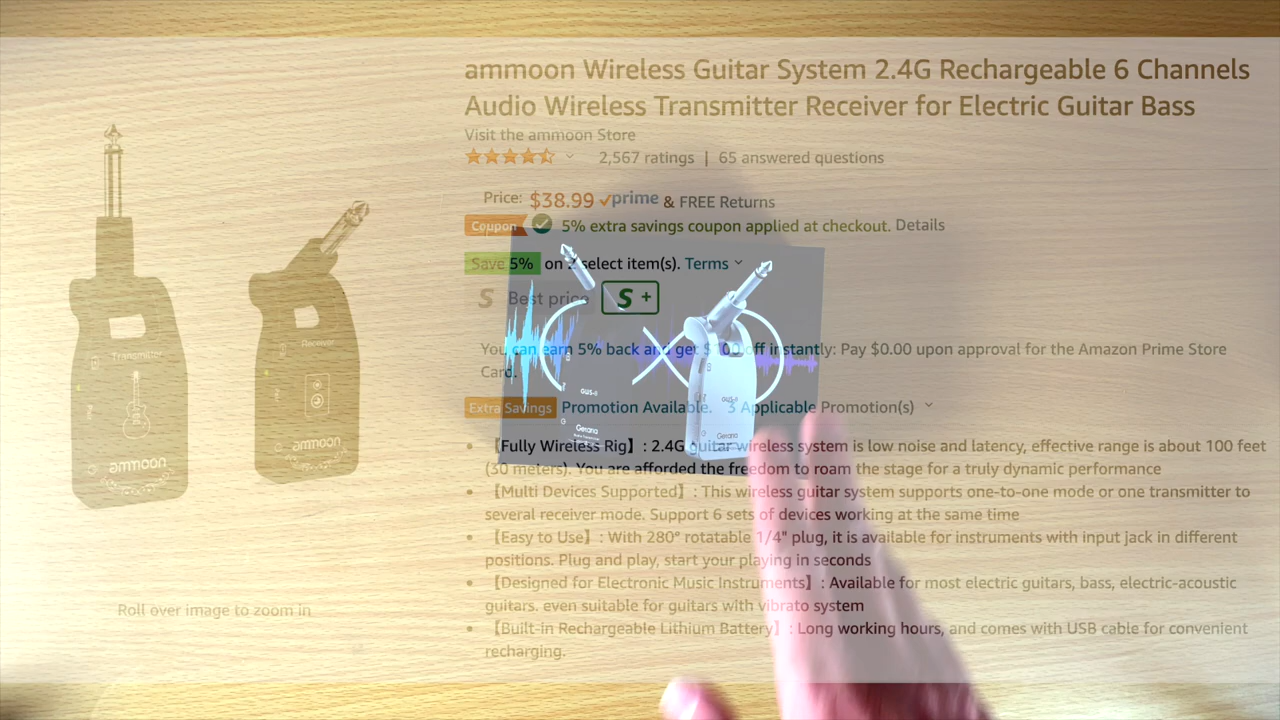 ammoon Wireless Guitar System 2.4G Rechargeable 6 Channels
Audio Wireless Transmitter Receiver for Electric Guitar Bass
Visit the ammoon Store
2,567 ratings | 65 answered questions
Price: $38.99 prime & FREE Returns
Coupon 5% extra savings coupon applied at checkout. Details
Save 5% on 2 select item(s). Terms
S Best price S +
You can earn 5% back and get $100 off instantly: Pay $0.00 upon approval for the Amazon Prime Store
Card.
Extra Savings Promotion Available. 3 Applicable Promotion(s)
• 【Fully Wireless Rig】: 2.4G guitar wireless system is low noise and latency, effective range is about 100 feet
(30 meters). You are afforded the freedom to roam the stage for a truly dynamic performance
• 【Multi Devices Supported】: This wireless guitar system supports one-to-one mode or one transmitter to
several receiver mode. Support 6 sets of devices working at the same time
• 【Easy to Use】: With 280° rotatable 1/4" plug, it is available for instruments with input jack in different
positions. Plug and play, start your playing in seconds
• 【Designed for Electronic Music Instruments】: Available for most electric guitars, bass, electric-acoustic
guitars. even suitable for guitars with vibrato system
• 【Built-in Rechargeable Lithium Battery】: Long working hours, and comes with USB cable for convenient
recharging.
Transmitter
Pair
ammoon
Receiver
Pair
ammoon
Roll over image to zoom in
GWS-8
Getaria
GWS-8
Getaria